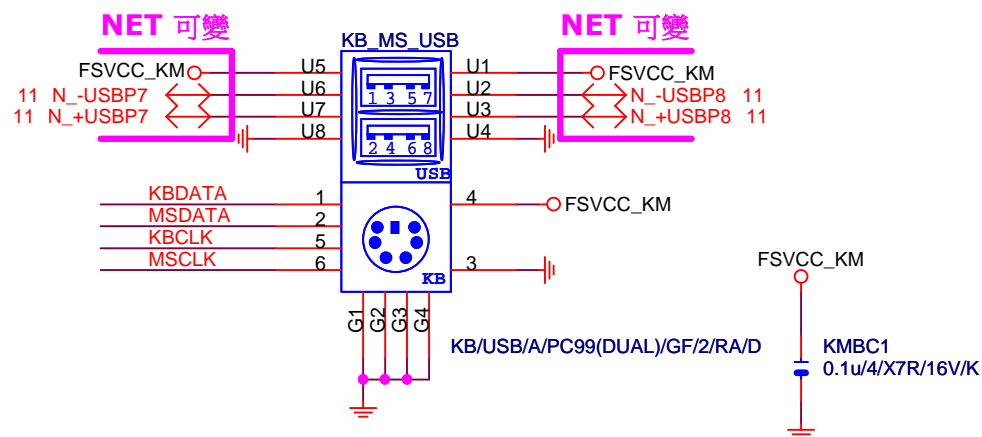 NET 可變
NET 可變
KB_MS_USB
FSVCC_KM
U5
U1
FSVCC_KM
11 N_-USBP7
U6
U2
N_-USBP8 11
11 N_+USBP7
U7
U3
N_+USBP8 11
U8
U4
1 3 5 7
2 4 6 8
USB
KBDATA
1
4
FSVCC_KM
MSDATA
2
KBCLK
5
MSCLK
6
3
KB
G1
G2
G3
G4
KB/USB/A/PC99(DUAL)/GF/2/RA/D
FSVCC_KM
KMBC1
0.1u/4/X7R/16V/K